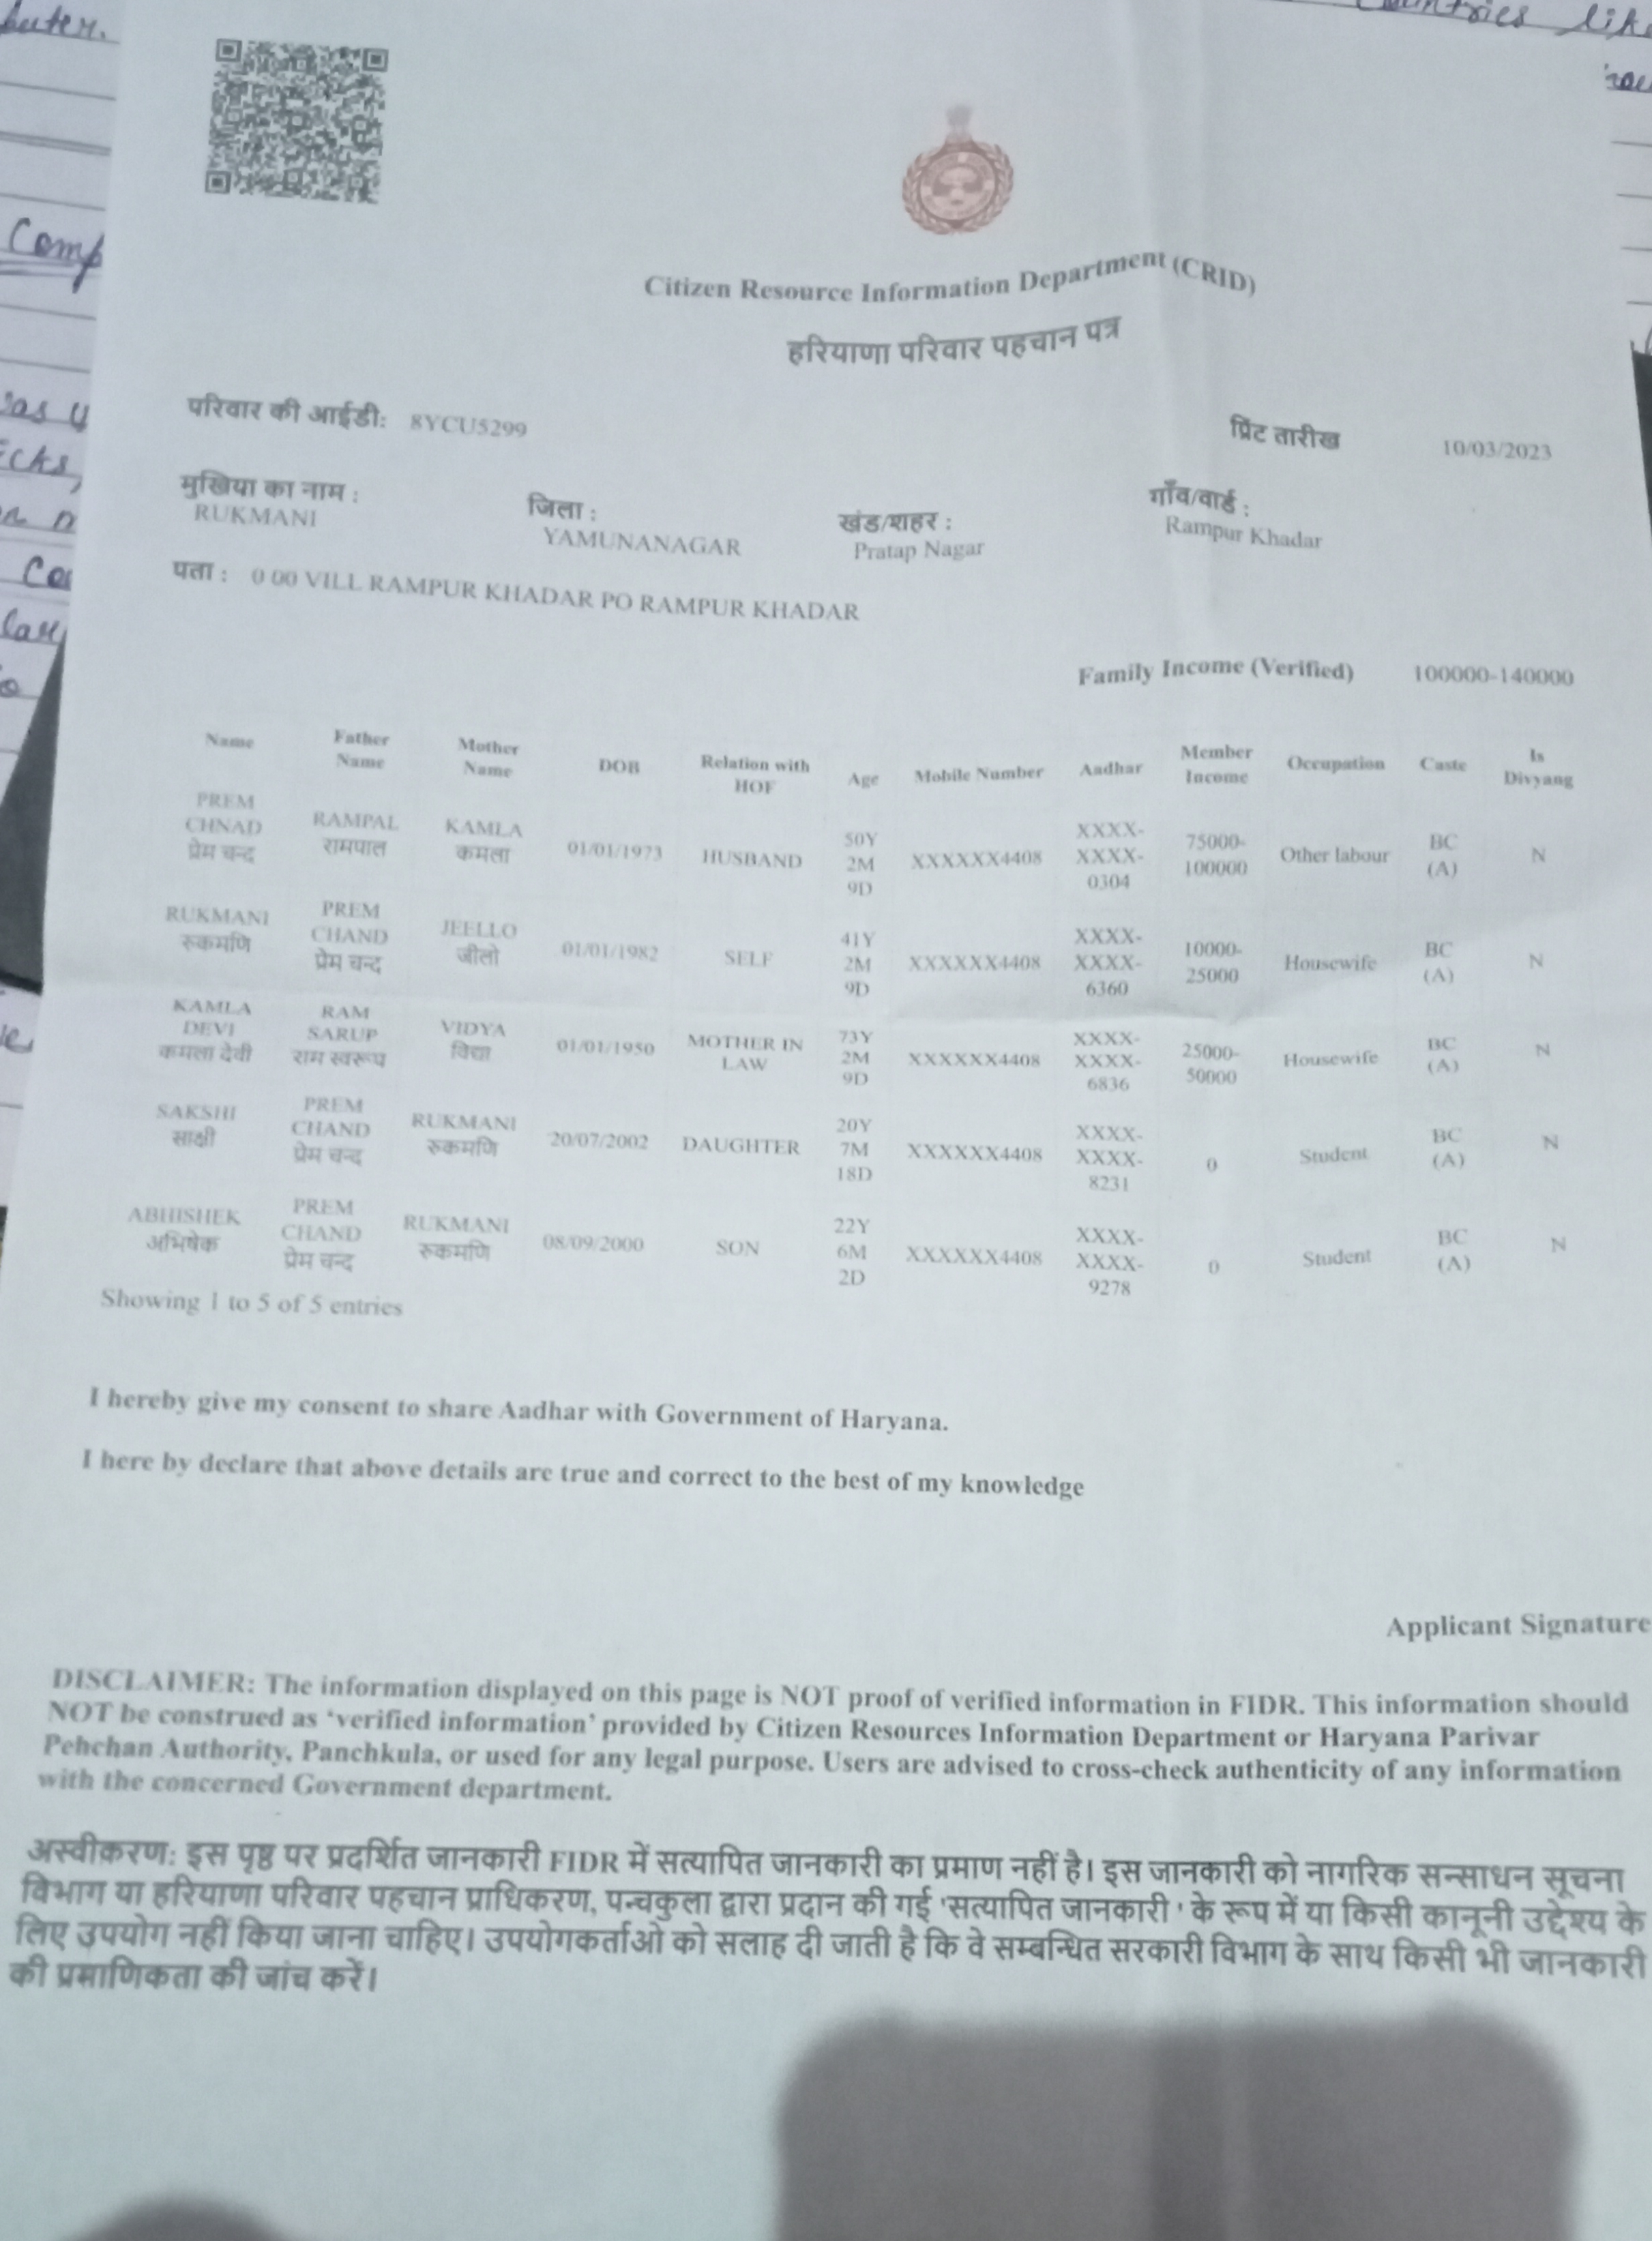 Countries lik
Comp
Citizen Resource Information Department (CRID)
हरियाणा परिवार पहचान पत्र
परिवार की आईडी: 8YCU5299
प्रिंट तारीख 10/03/2023
मुखिया का नाम :
RUKMANI
जिला :
YAMUNANAGAR
खंड/शहर :
Pratap Nagar
गाँव/वार्ड :
Rampur Khadar
पता : 0 00 VILL RAMPUR KHADAR PO RAMPUR KHADAR
Family Income (Verified) 100000-140000
Name Father Name Mother Name DOB Relation with HOF Age Mobile Number Aadhar Member Income Occupation Caste Is Divyang
PREM CHNAD प्रेम चन्द RAMPAL रामपाल KAMLA कमला 01/01/1973 HUSBAND 50Y 2M 9D XXXXXX4408 XXXX-XXXX-0304 75000-100000 Other labour BC (A) N
RUKMANI रुकमणि PREM CHAND प्रेम चन्द JEELLO जीलो 01/01/1982 SELF 41Y 2M 9D XXXXXX4408 XXXX-XXXX-6360 10000-25000 Housewife BC (A) N
KAMLA DEVI कमला देवी RAM SARUP राम स्वरूप VIDYA विद्या 01/01/1950 MOTHER IN LAW 73Y 2M 9D XXXXXX4408 XXXX-XXXX-6836 25000-50000 Housewife BC (A) N
SAKSHI साक्षी PREM CHAND प्रेम चन्द RUKMANI रुकमणि 20/07/2002 DAUGHTER 20Y 7M 18D XXXXXX4408 XXXX-XXXX-8231 0 Student BC (A) N
ABHISHEK अभिषेक PREM CHAND प्रेम चन्द RUKMANI रुकमणि 08/09/2000 SON 22Y 6M 2D XXXXXX4408 XXXX-XXXX-9278 0 Student BC (A) N
Showing 1 to 5 of 5 entries
I hereby give my consent to share Aadhar with Government of Haryana.
I here by declare that above details are true and correct to the best of my knowledge
Applicant Signature
DISCLAIMER: The information displayed on this page is NOT proof of verified information in FIDR. This information should
NOT be construed as ‘verified information’ provided by Citizen Resources Information Department or Haryana Parivar
Pehchan Authority, Panchkula, or used for any legal purpose. Users are advised to cross-check authenticity of any information
with the concerned Government department.
अस्वीकरण: इस पृष्ठ पर प्रदर्शित जानकारी FIDR में सत्यापित जानकारी का प्रमाण नहीं है। इस जानकारी को नागरिक सन्साधन सूचना
विभाग या हरियाणा परिवार पहचान प्राधिकरण, पन्चकुला द्वारा प्रदान की गई 'सत्यापित जानकारी ' के रूप में या किसी कानूनी उद्देश्य के
लिए उपयोग नहीं किया जाना चाहिए। उपयोगकर्ताओ को सलाह दी जाती है कि वे सम्बन्धित सरकारी विभाग के साथ किसी भी जानकारी
की प्रमाणिकता की जांच करें।